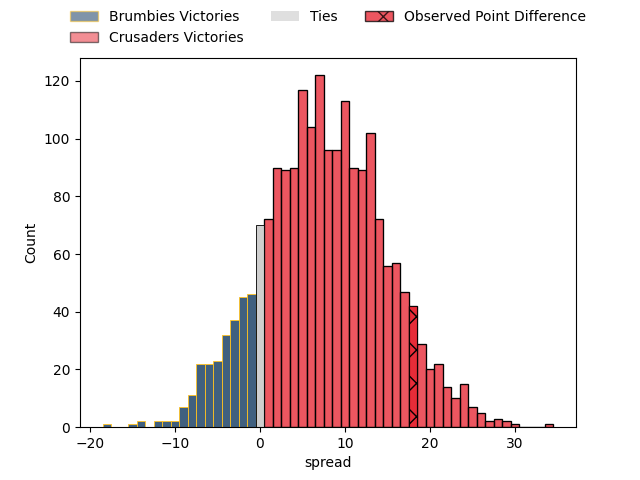 Brumbies Victories
Ties
Observed Point Difference
Crusaders Victories
Count
120
100
80
60
40
20
0
−20
−10
0
10
20
30
spread